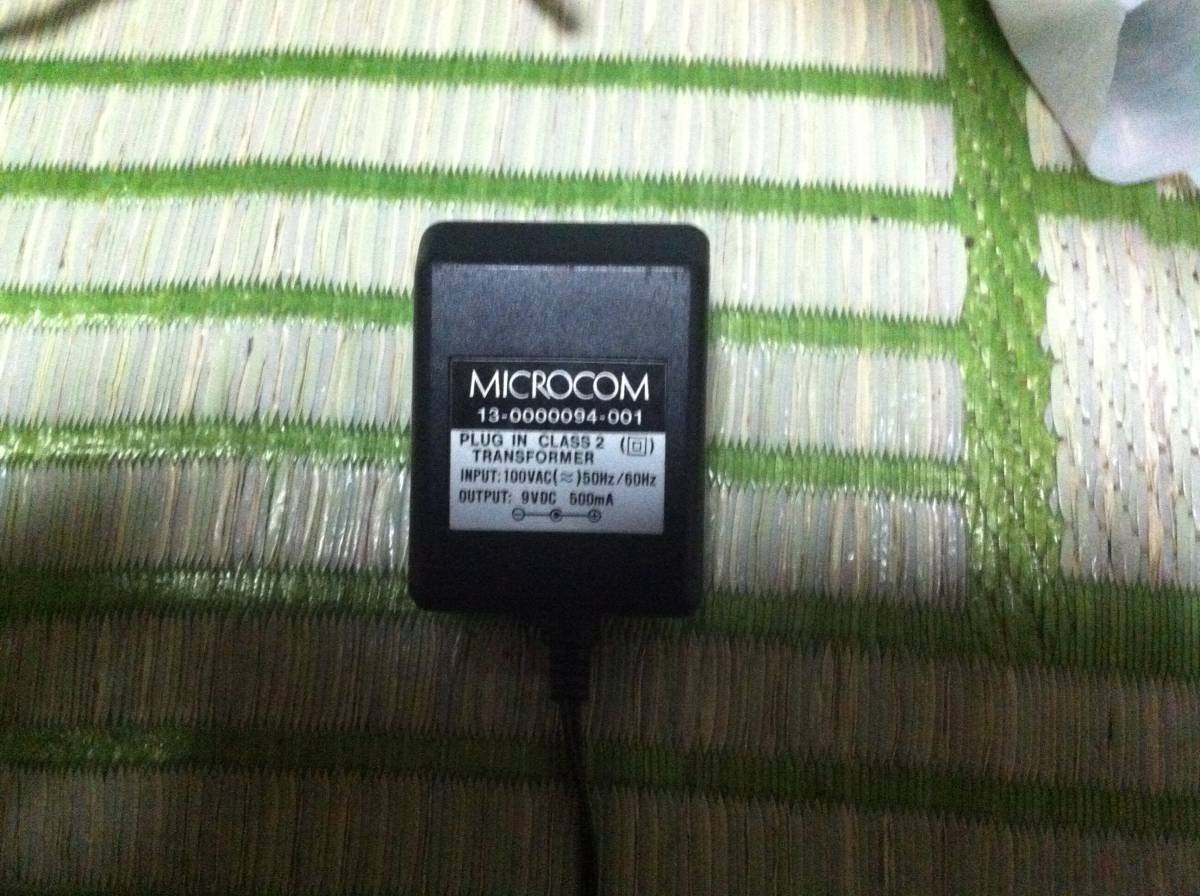 MICROCOM
13-0000094-001
PLUG IN CLASS 2
TRANSFORMER
INPUT: 100VAC(≈)50Hz/60Hz
OUTPUT: 9VDC 500mA